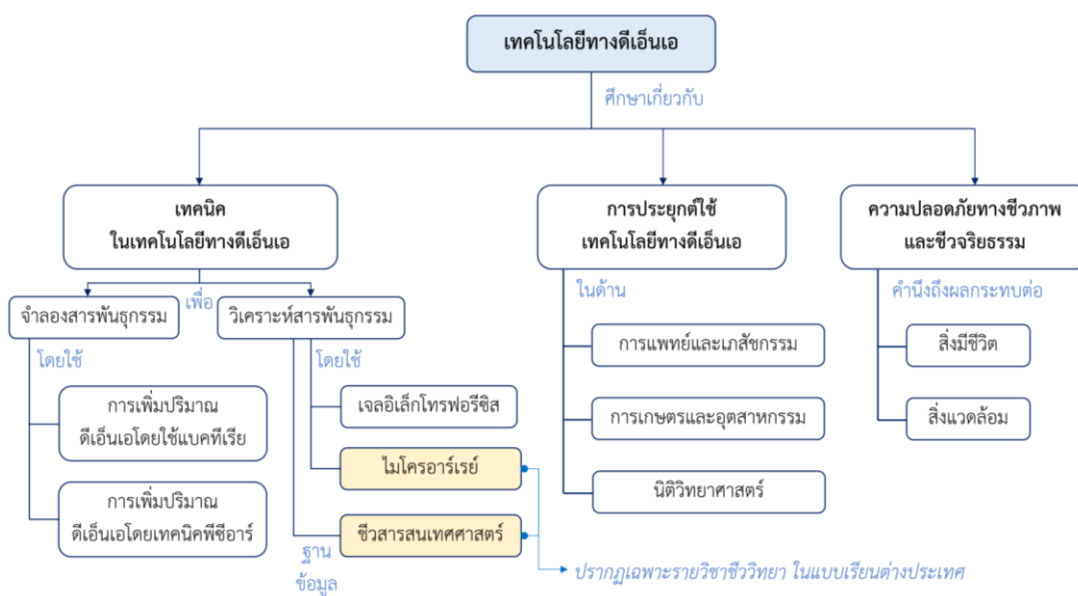 เทคโนโลยีทางดีเอ็นเอ
ศึกษาเกี่ยวกับ
เทคนิค
ในเทคโนโลยีทางดีเอ็นเอ
การประยุกต์ใช้
เทคโนโลยีทางดีเอ็นเอ
ความปลอดภัยทางชีวภาพ
และชีวจริยธรรม
เพื่อ
จำลองสารพันธุกรรม
วิเคราะห์สารพันธุกรรม
โดยใช้
การเพิ่มปริมาณ
ดีเอ็นเอโดยใช้แบคทีเรีย
การเพิ่มปริมาณ
ดีเอ็นเอโดยเทคนิคพีซีอาร์
โดยใช้
เจลอิเล็กโทรฟอรีซิส
ไมโครอาร์เรย์
ชีวสารสนเทศศาสตร์
ฐาน
ข้อมูล
ในด้าน
การแพทย์และเภสัชกรรม
การเกษตรและอุตสาหกรรม
นิติวิทยาศาสตร์
คำนึงถึงผลกระทบต่อ
สิ่งมีชีวิต
สิ่งแวดล้อม
ปรากฏเฉพาะรายวิชาชีววิทยา ในแบบเรียนต่างประเทศ